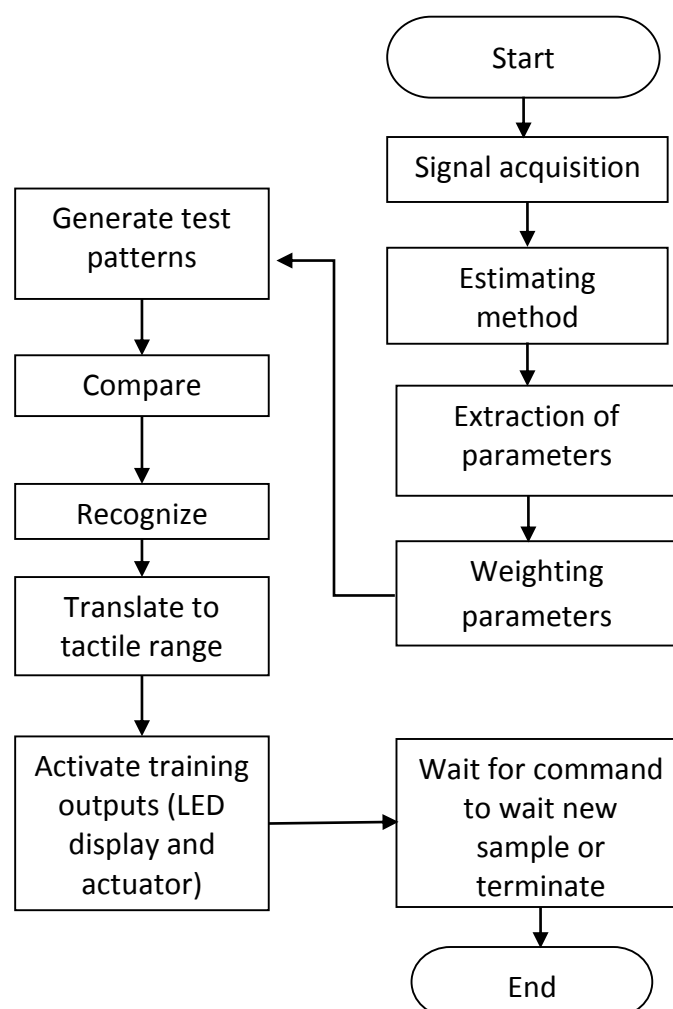 Start
Signal acquisition
Estimating
method
Extraction of
parameters
Weighting
parameters
Generate test
patterns
Compare
Recognize
Translate to
tactile range
Activate training
outputs (LED
display and
actuator)
Wait for command
to wait new
sample or
terminate
End